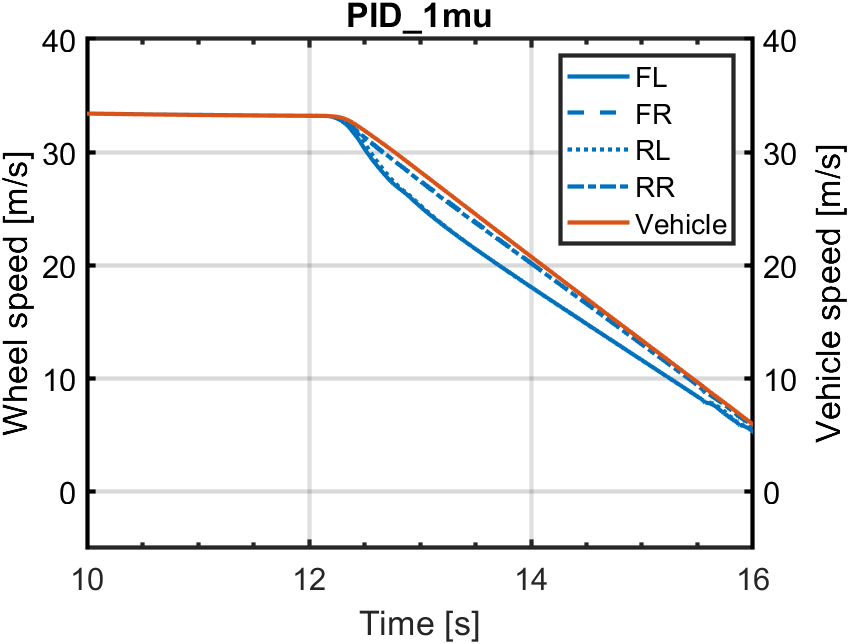 PID_1mu
40
30
20
10
0
Wheel speed [m/s]
FL
FR
RL
RR
Vehicle
40
30
20
10
0
Vehicle speed [m/s]
10 12 14 16
Time [s]